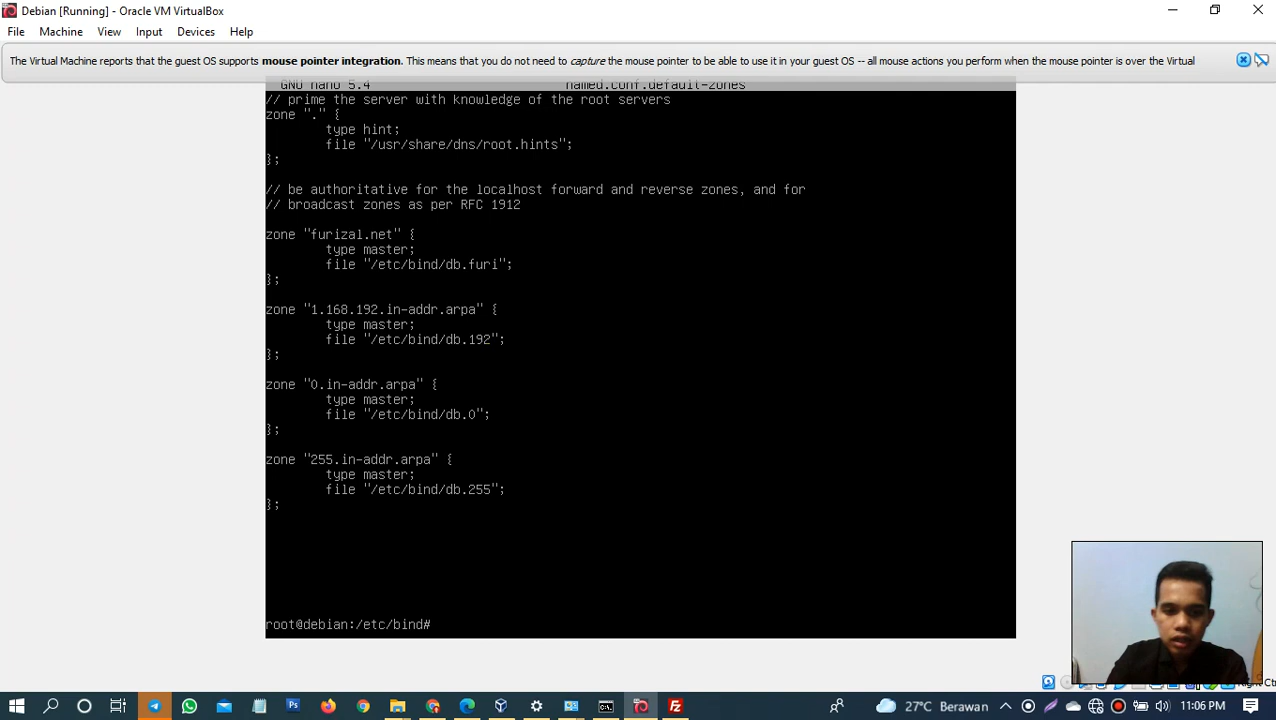 Debian [Running] - Oracle VM VirtualBox
File Machine View Input Devices Help
The Virtual Machine reports that the guest OS supports mouse pointer integration. This means that you do not need to capture the mouse pointer to be able to use it in your guest OS -- all mouse actions you perform when the mouse pointer is over the Virtual
GNU nano 5.4 named.conf.default-zones
// prime the server with knowledge of the root servers
zone "." {
type hint;
file "/usr/share/dns/root.hints";
};
// be authoritative for the localhost forward and reverse zones, and for
// broadcast zones as per RFC 1912
zone "furizal.net" {
type master;
file "/etc/bind/db.furi";
};
zone "1.168.192.in-addr.arpa" {
type master;
file "/etc/bind/db.192";
};
zone "0.in-addr.arpa" {
type master;
file "/etc/bind/db.0";
};
zone "255.in-addr.arpa" {
type master;
file "/etc/bind/db.255";
};
root@debian:/etc/bind#
Right Ctrl
27°C Berawan 11:06 PM